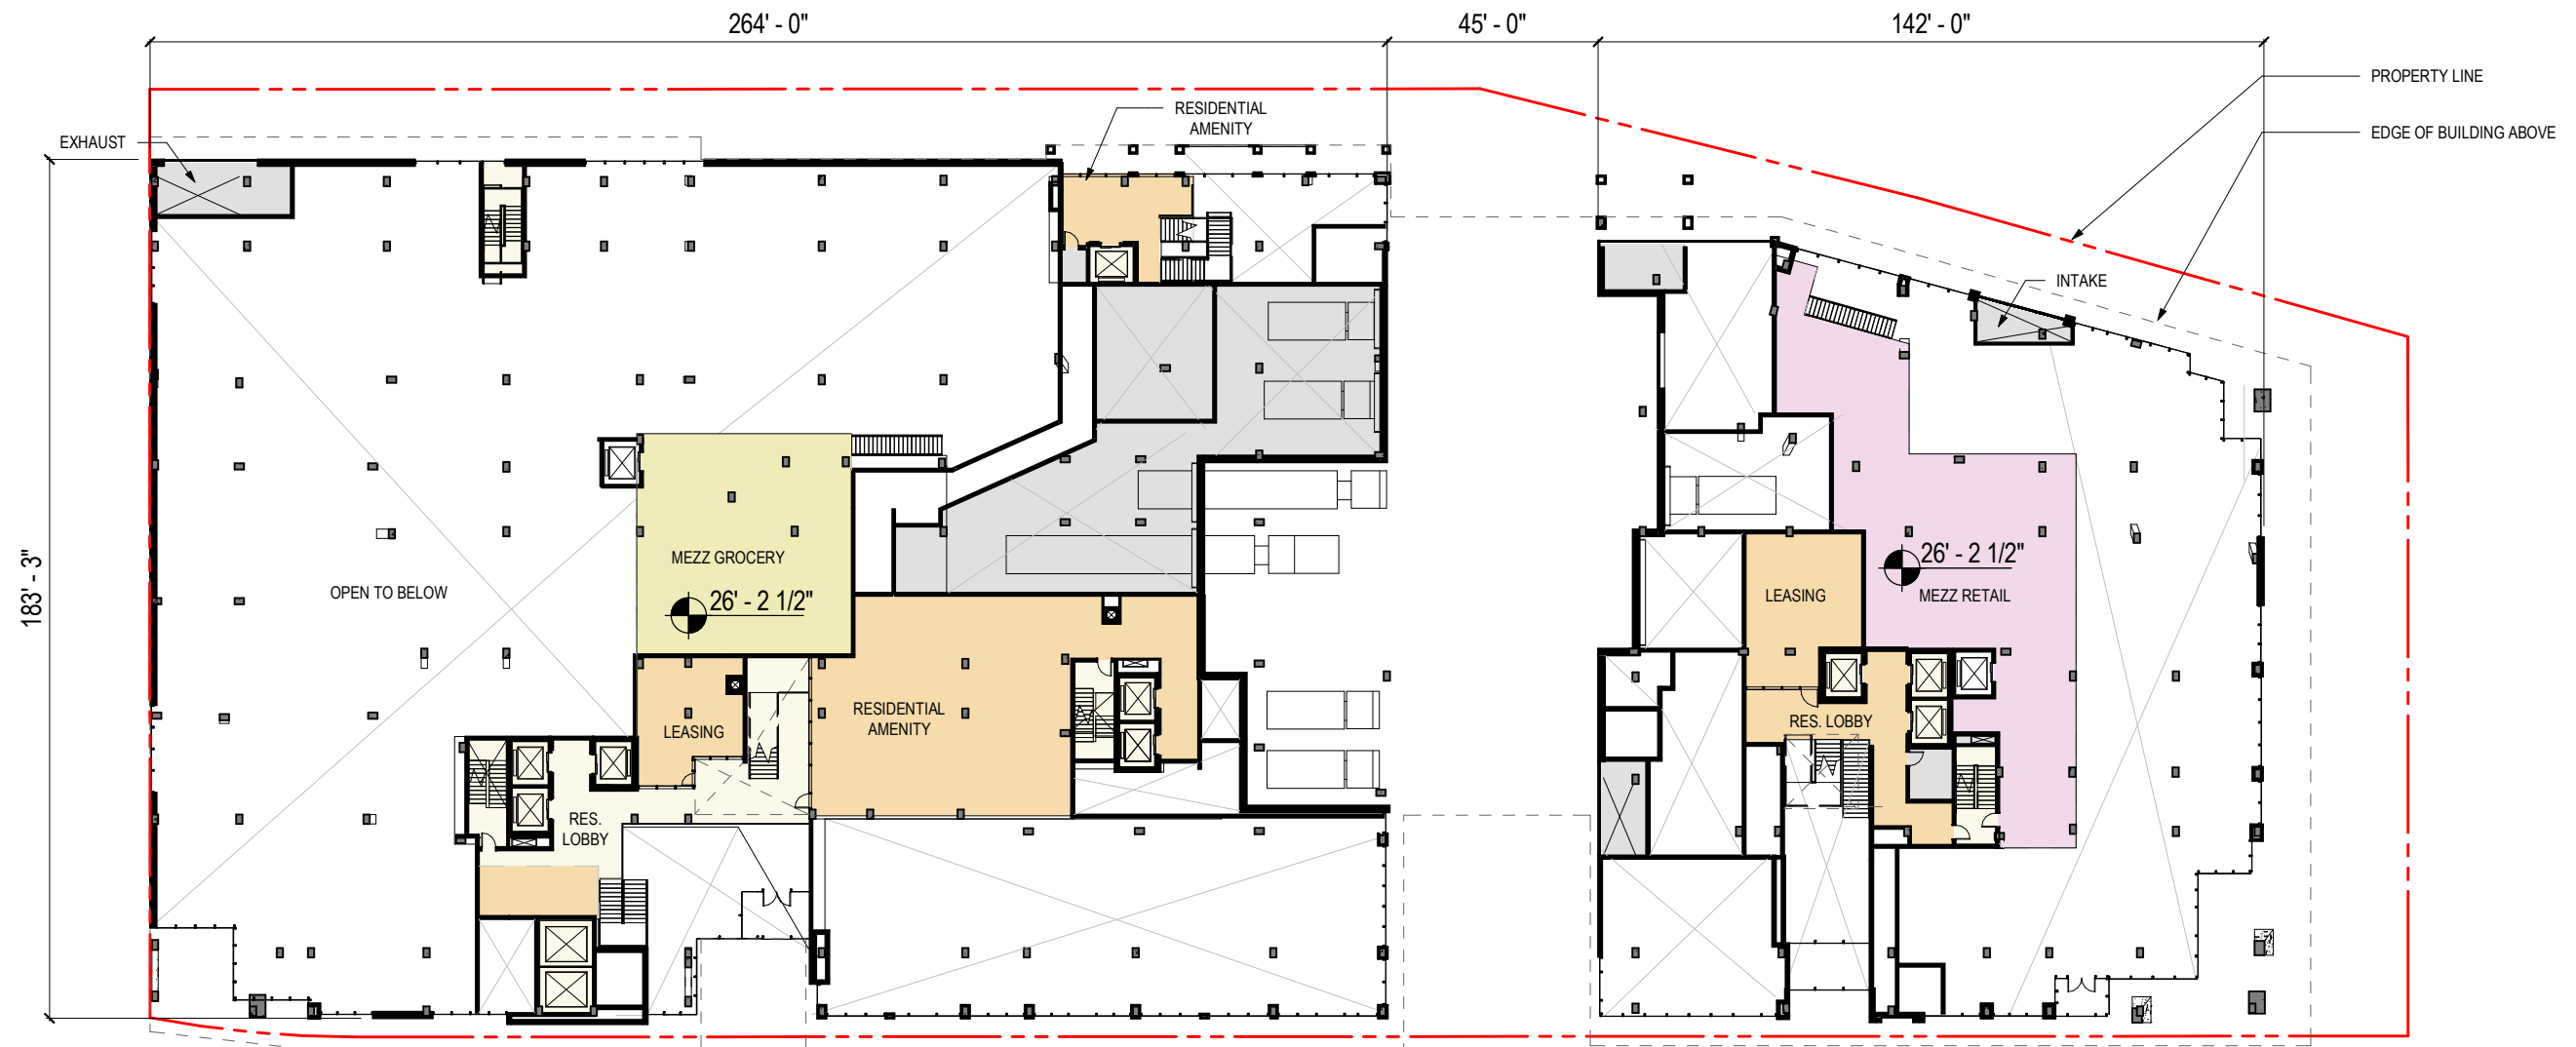 264' - 0"
45' - 0"
142' - 0"
PROPERTY LINE
RESIDENTIAL
AMENITY
EDGE OF BUILDING ABOVE
EXHAUST
INTAKE
183' - 3"
MEZZ GROCERY
26' - 2 1/2"
OPEN TO BELOW
26' - 2 1/2"
LEASING
MEZZ RETAIL
RESIDENTIAL
AMENITY
LEASING
RES. LOBBY
RES.
LOBBY